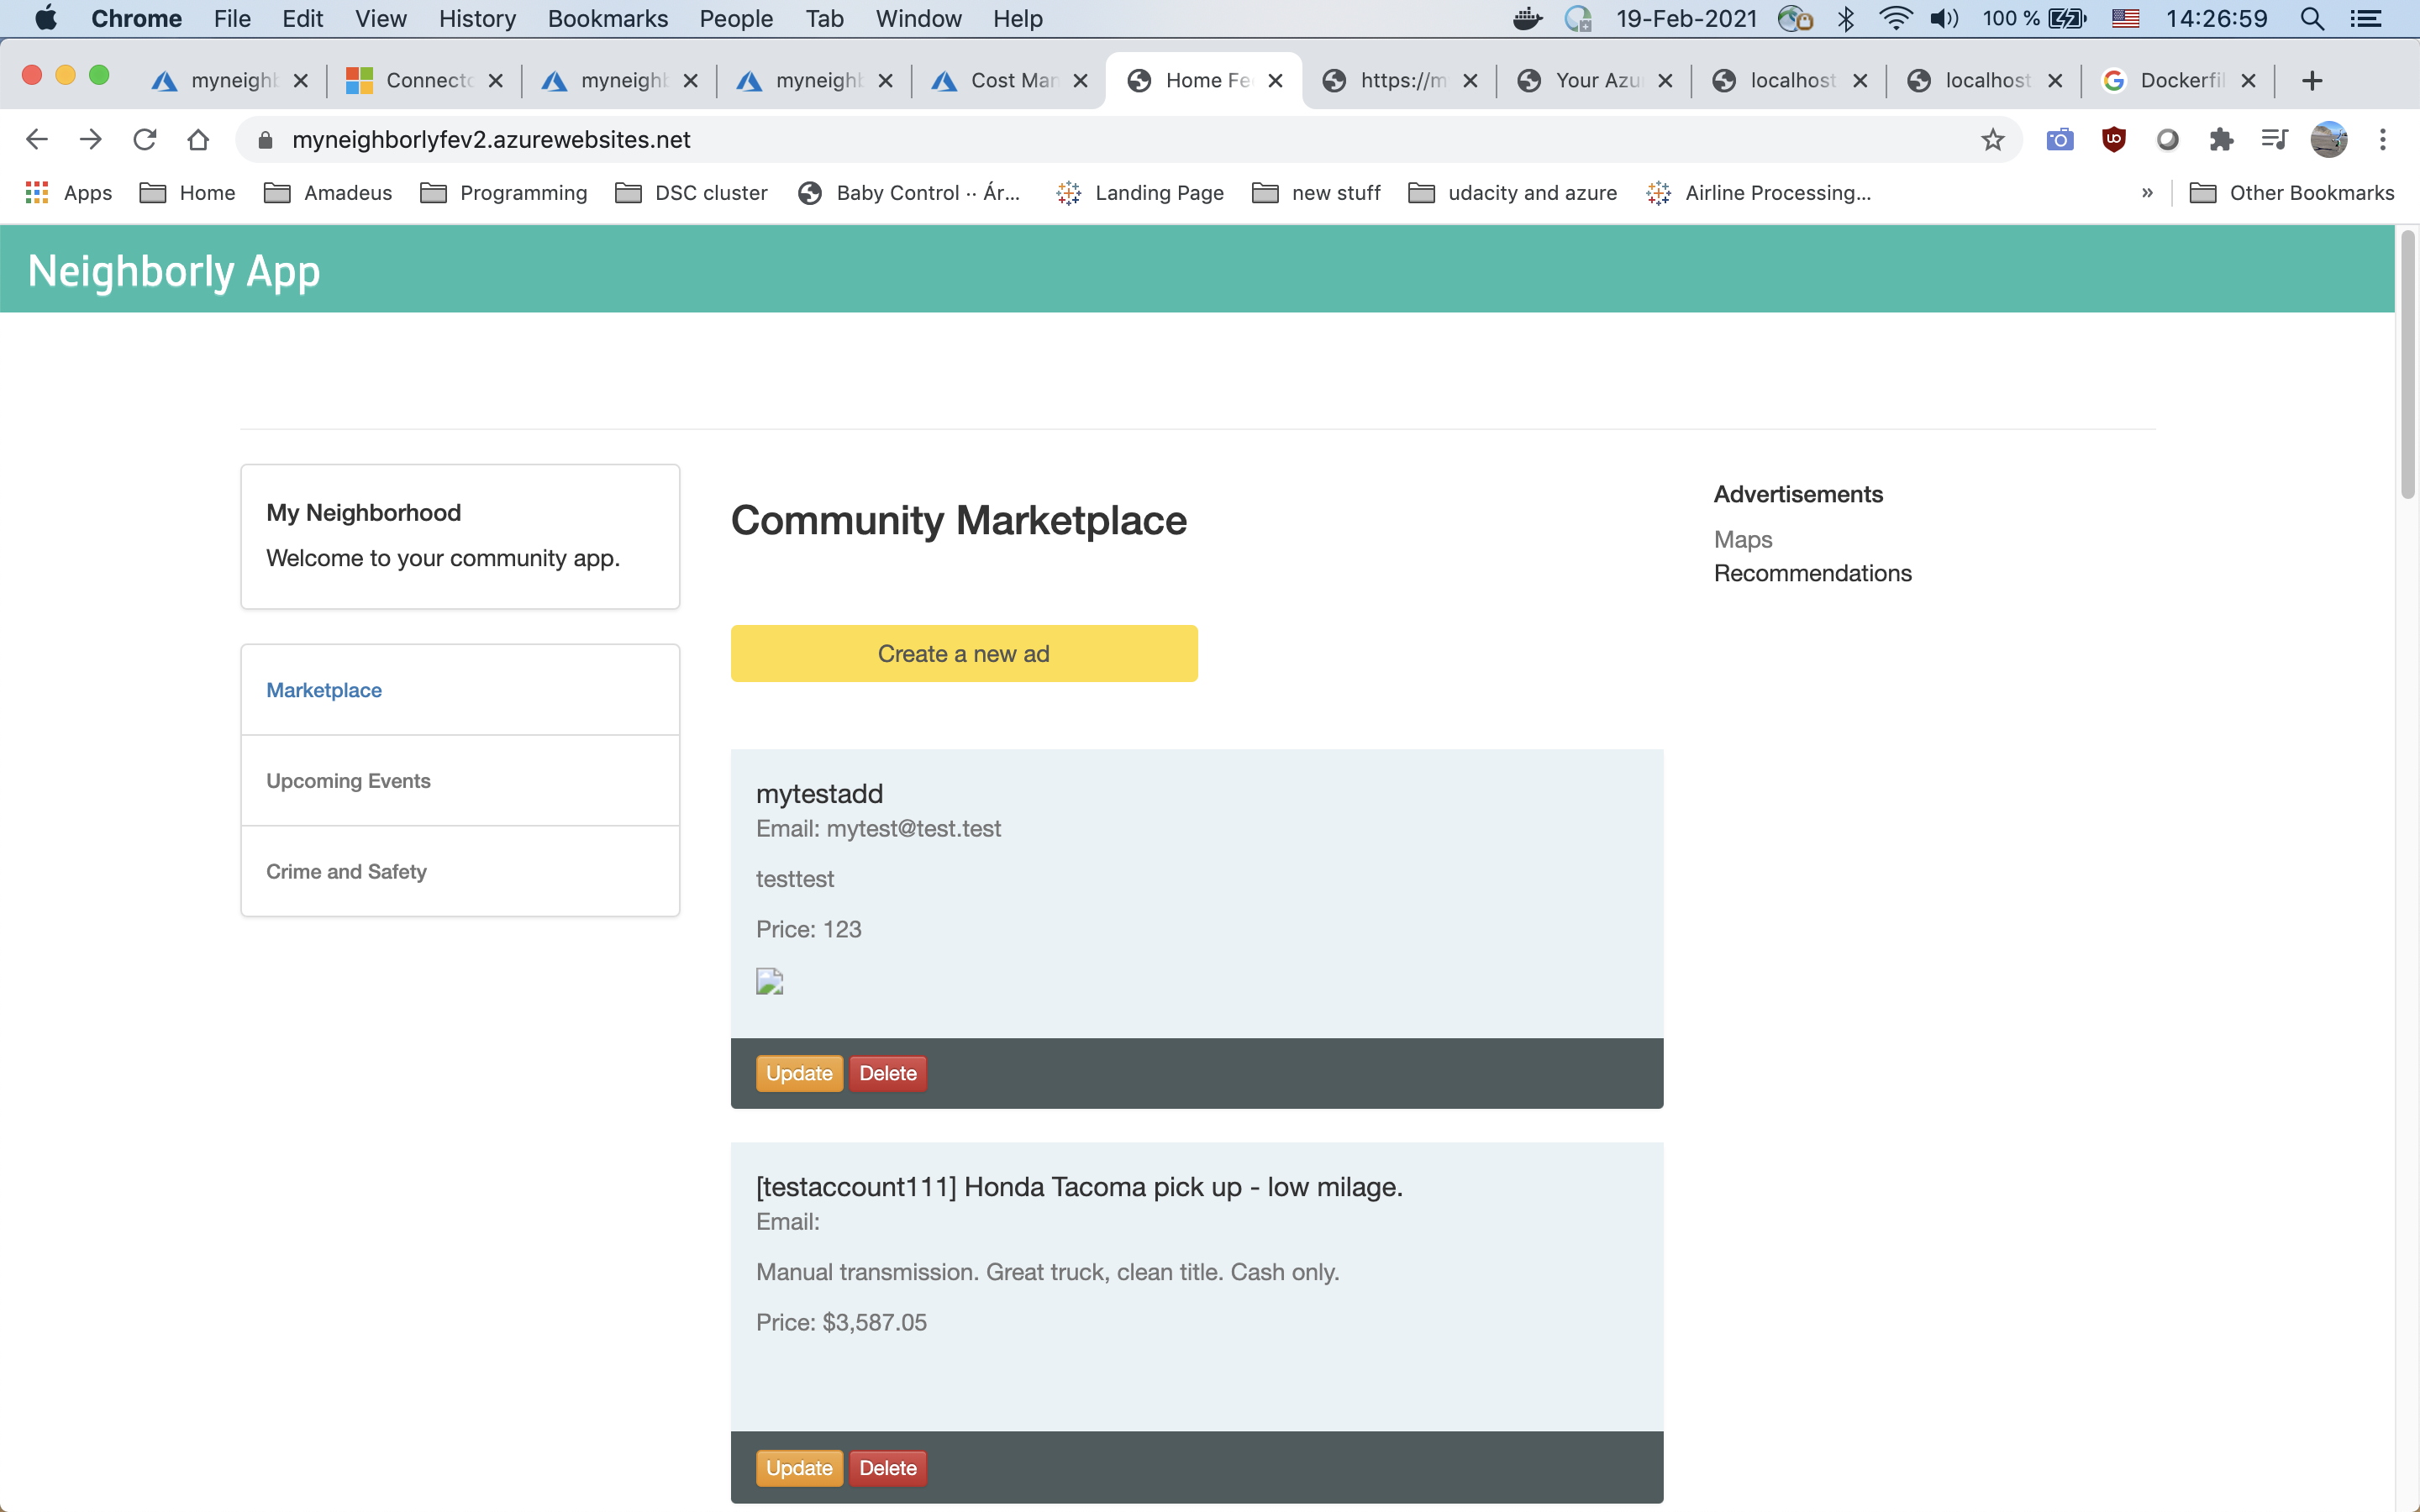 Chrome File Edit View History Bookmarks People Tab Window Help 19-Feb-2021 100 % 14:26:59
myneighb Connecto myneighb myneighb Cost Man Home Fe https://m Your Azu localhost localhost Dockerfil
myneighborlyfev2.azurewebsites.net
Apps Home Amadeus Programming DSC cluster Baby Control ·· Ár... Landing Page new stuff udacity and azure Airline Processing... » Other Bookmarks
Neighborly App
My Neighborhood
Welcome to your community app.
Marketplace
Upcoming Events
Crime and Safety
Community Marketplace
Create a new ad
mytestadd
Email: mytest@test.test
testtest
Price: 123
Update Delete
[testaccount111] Honda Tacoma pick up - low milage.
Email:
Manual transmission. Great truck, clean title. Cash only.
Price: $3,587.05
Update Delete
Advertisements
Maps
Recommendations